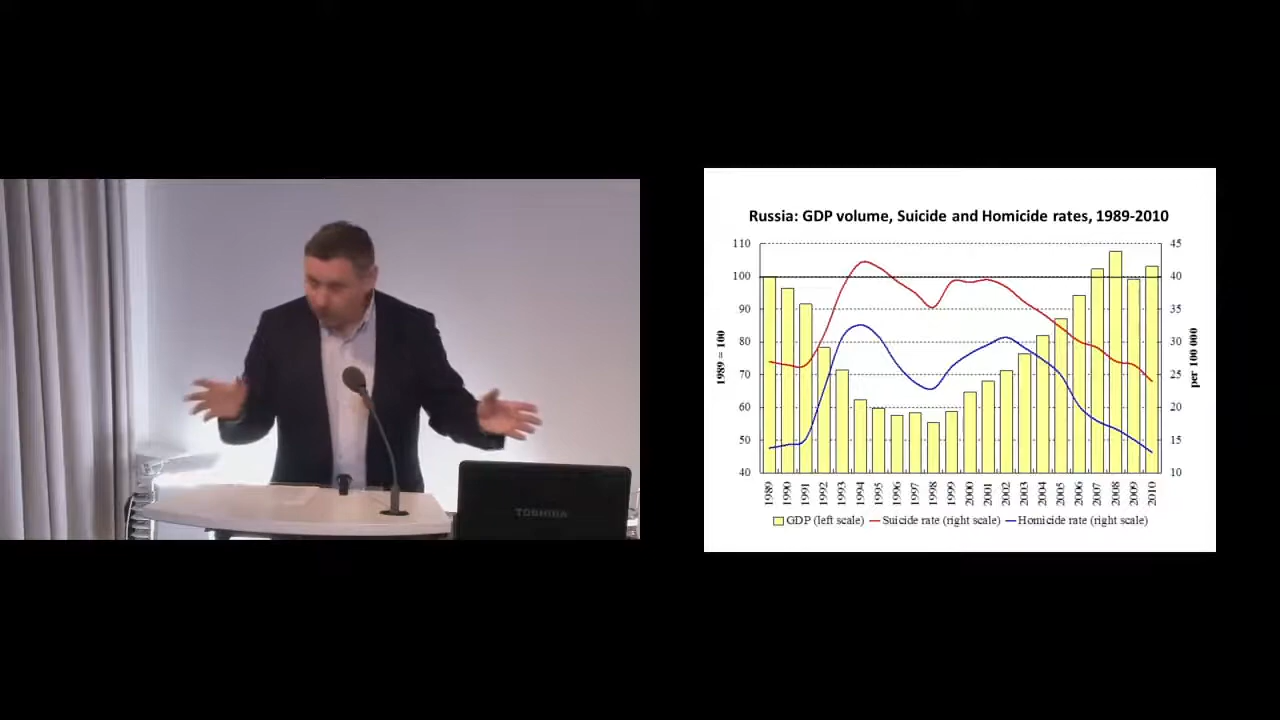 TOSHIBA
Russia: GDP volume, Suicide and Homicide rates, 1989-2010
110
100
90
80
70
60
50
40
1989 = 100
45
40
35
30
25
20
15
10
per 100 000
1989 1990 1991 1992 1993 1994 1995 1996 1997 1998 1999 2000 2001 2002 2003 2004 2005 2006 2007 2008 2009 2010
GDP (left scale) Suicide rate (right scale) Homicide rate (right scale)